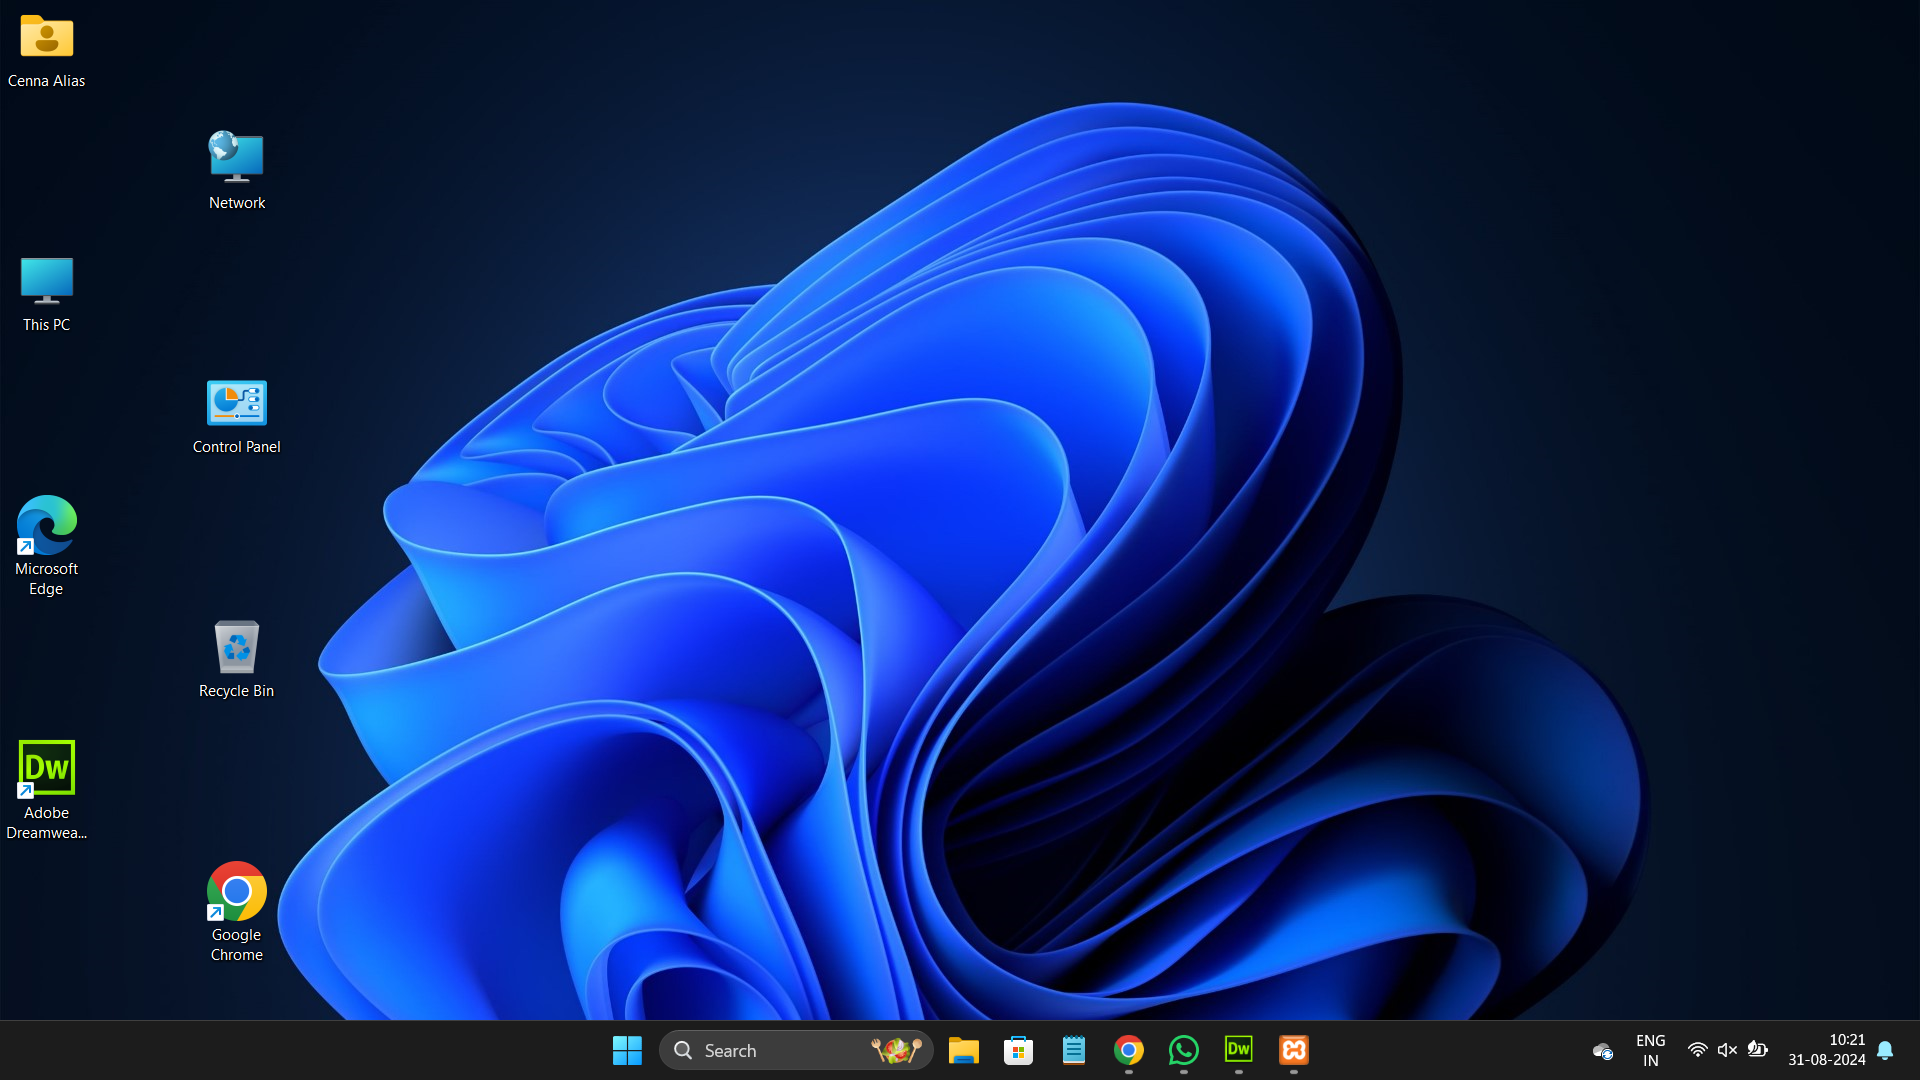 Cenna Alias
Network
This PC
Control Panel
Microsoft
Edge
Recycle Bin
Dw
Adobe
Dreamwea...
Google
Chrome
Search
Dw
ENG
IN
10:21
31-08-2024